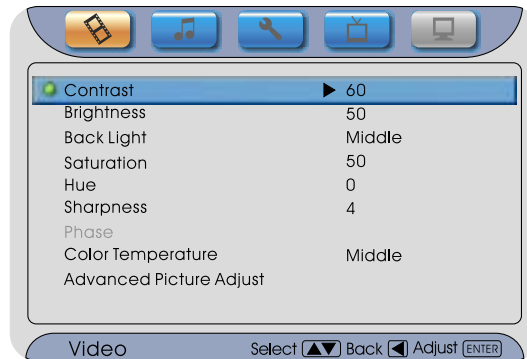 Contrast 60
Brightness 50
Back Light Middle
Saturation 50
Hue 0
Sharpness 4
Phase
Color Temperature Middle
Advanced Picture Adjust
Video Select ▲▼ Back ◀ Adjust ENTER